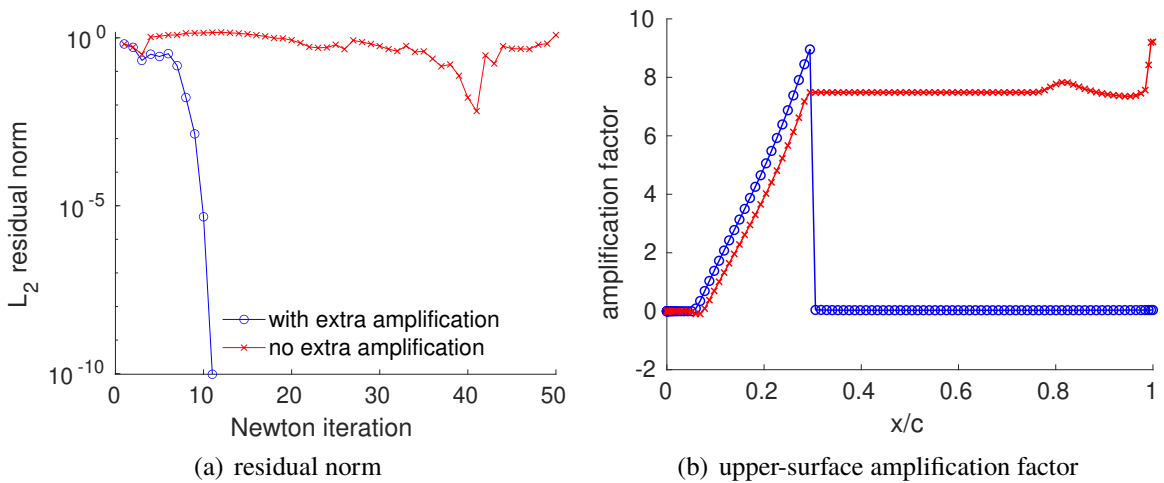 10^0
10^-5
10^-10
L_2 residual norm
with extra amplification
no extra amplification
0 10 20 30 40 50
Newton iteration
(a) residual norm
10
8
6
4
2
0
-2
amplification factor
0 0.2 0.4 0.6 0.8 1
x/c
(b) upper-surface amplification factor